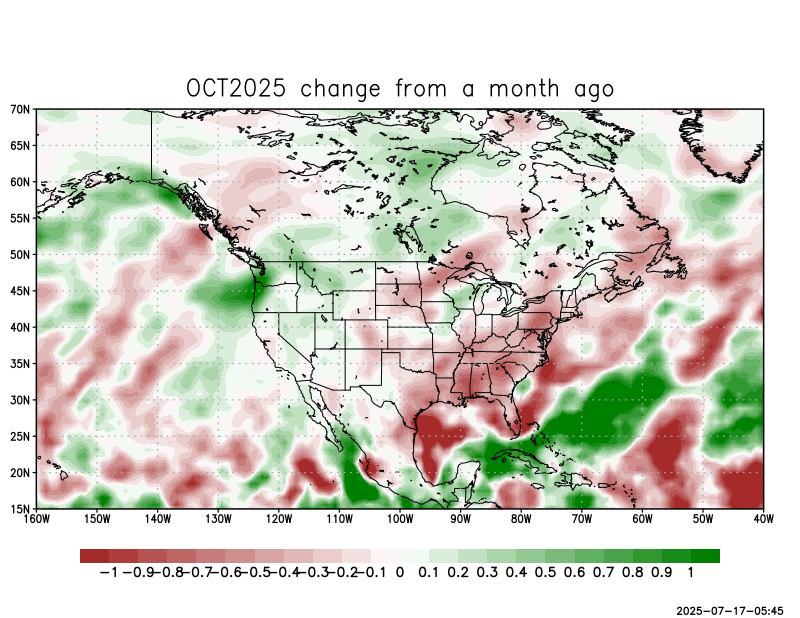 OCT2025 change from a month ago
70N
65N
60N
55N
50N
45N
40N
35N
30N
25N
20N
15N
160W 150W 140W 130W 120W 110W 100W 90W 80W 70W 60W 50W 40W
-1 -0.9 -0.8 -0.7 -0.6 -0.5 -0.4 -0.3 -0.2 -0.1 0 0.1 0.2 0.3 0.4 0.5 0.6 0.7 0.8 0.9 1
2025-07-17-05:45